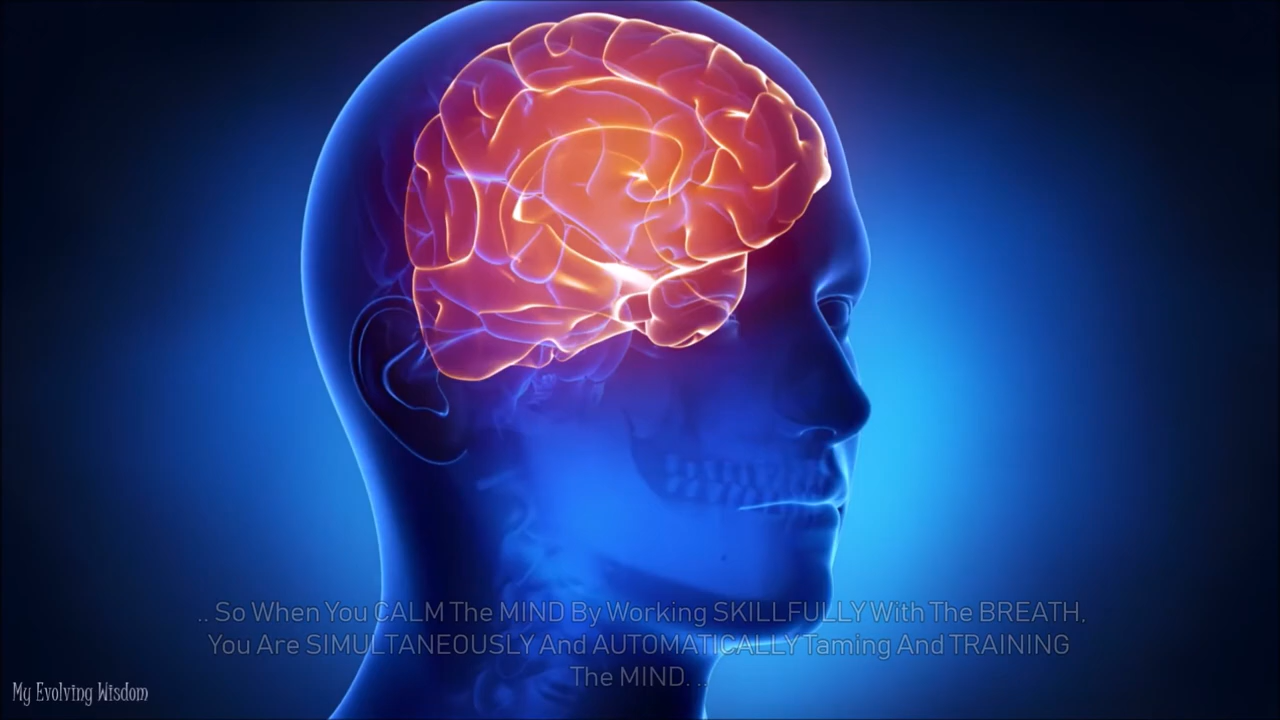 .. So When You CALM The MIND By Working SKILLFULLY With The BREATH,
You Are SIMULTANEOUSLY And AUTOMATICALLY Taming And TRAINING
The MIND. ..
My Evolving Wisdom